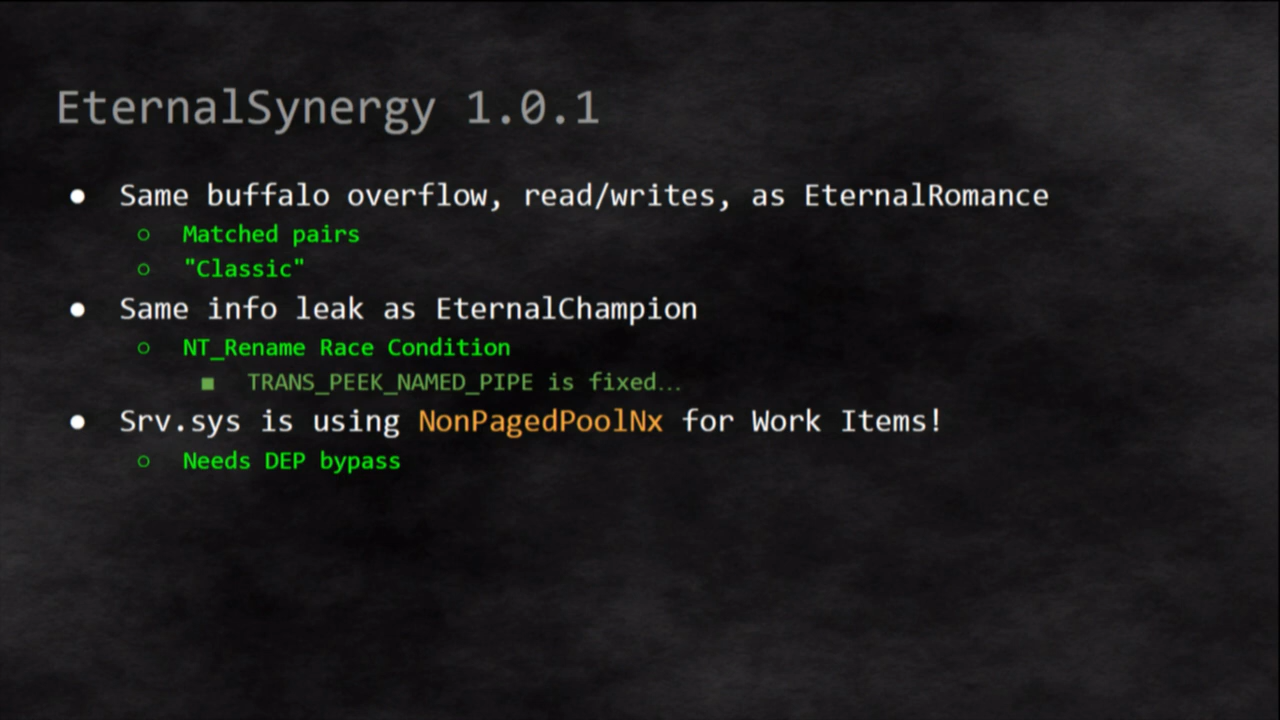 EternalSynergy 1.0.1
● Same buffalo overflow, read/writes, as EternalRomance
○ Matched pairs
○ "Classic"
● Same info leak as EternalChampion
○ NT_Rename Race Condition
■ TRANS_PEEK_NAMED_PIPE is fixed…
● Srv.sys is using NonPagedPoolNx for Work Items!
○ Needs DEP bypass